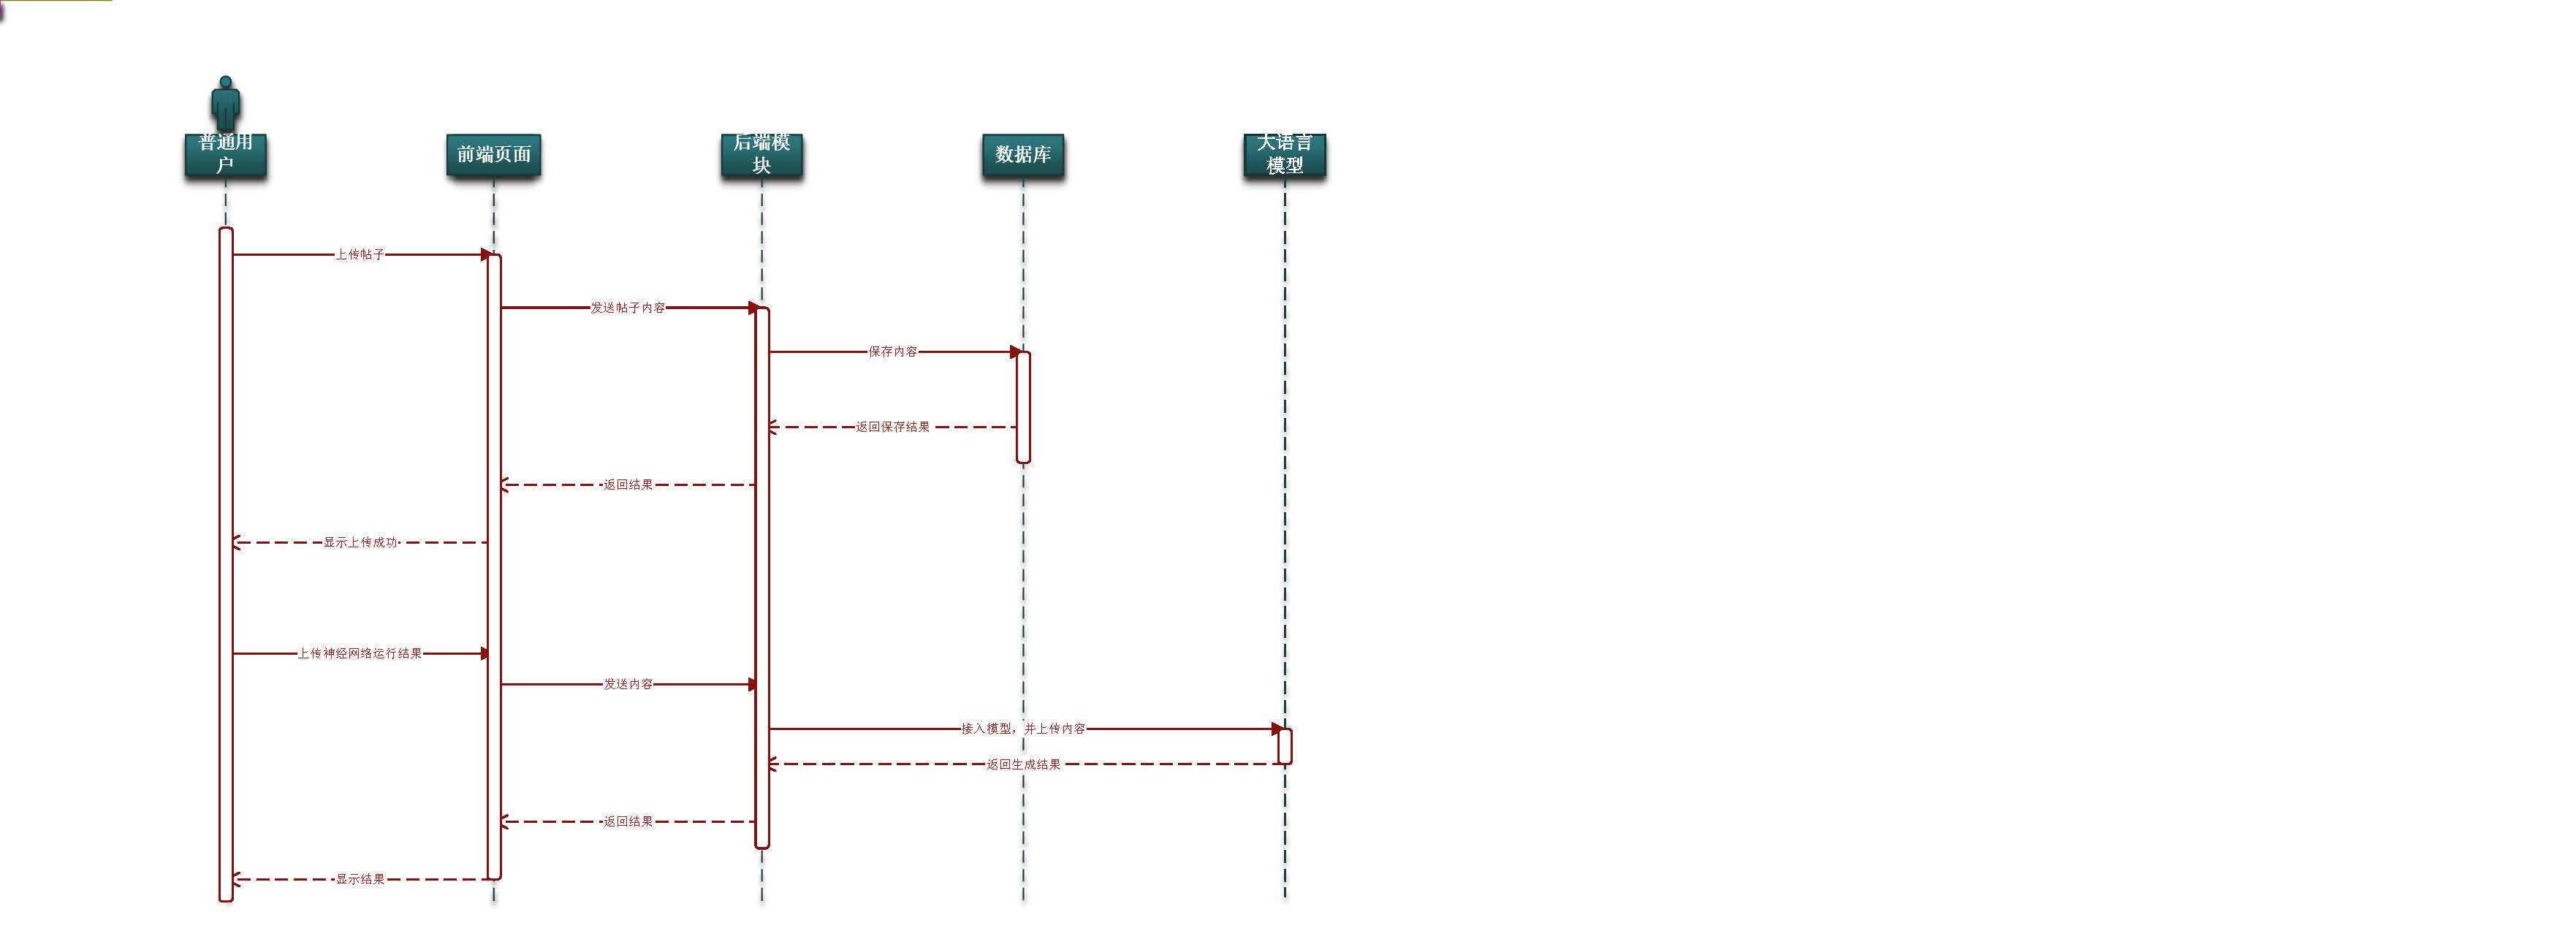 普通用
户
前端页面
后端模
块
数据库
大语言
模型
上传帖子
发送帖子内容
保存内容
返回保存结果
返回结果
显示上传成功
上传神经网络运行结果
发送内容
接入模型，并上传内容
返回生成结果
返回结果
显示结果